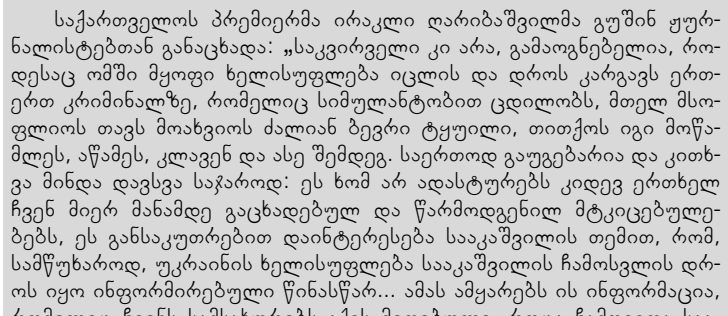 საქართველოს პრემიერმა ირაკლი ღარიბაშვილმა გუშინ ჟურ-
ნალისტებთან განაცხადა: „საკვირველი კი არა, გამაოგნებელია, რო-
დესაც ომში მყოფი ხელისუფლება იცლის და დროს კარგავს ერთ-
ერთ კრიმინალზე, რომელიც სიმულანტობით ცდილობს, მთელ მსო-
ფლიოს თავს მოახვიოს ძალიან ბევრი ტყუილი, თითქოს იგი მოწა-
მლეს, აწამეს, კლავენ და ასე შემდეგ. საერთოდ გაუგებარია და კითხ-
ვა მინდა დავსვა საჯაროდ: ეს ხომ არ ადასტურებს კიდევ ერთხელ
ჩვენ მიერ მანამდე გაცხადებულ და წარმოდგენილ მტკიცებულე-
ბებს, ეს განსაკუთრებით დაინტერესება სააკაშვილის თემით, რომ,
სამწუხაროდ, უკრაინის ხელისუფლება სააკაშვილის ჩამოსვლის დრ-
ოს იყო ინფორმირებული წინასწარ... ამას ამყარებს ის ინფორმაცია,